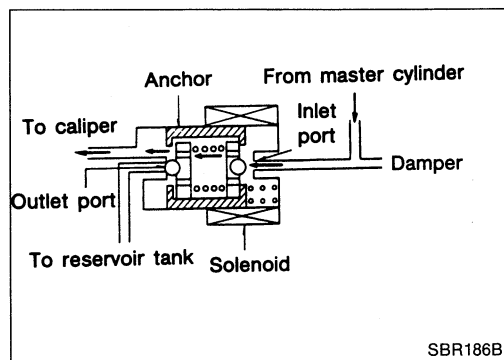 From master cylinder
Anchor
Inlet
port
To caliper
Damper
Outlet port
To reservoir tank
Solenoid
SBR186B